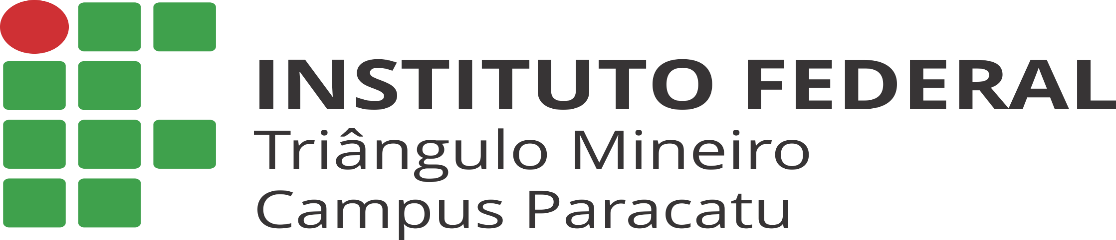 INSTITUTO FEDERAL
Triângulo Mineiro
Campus Paracatu